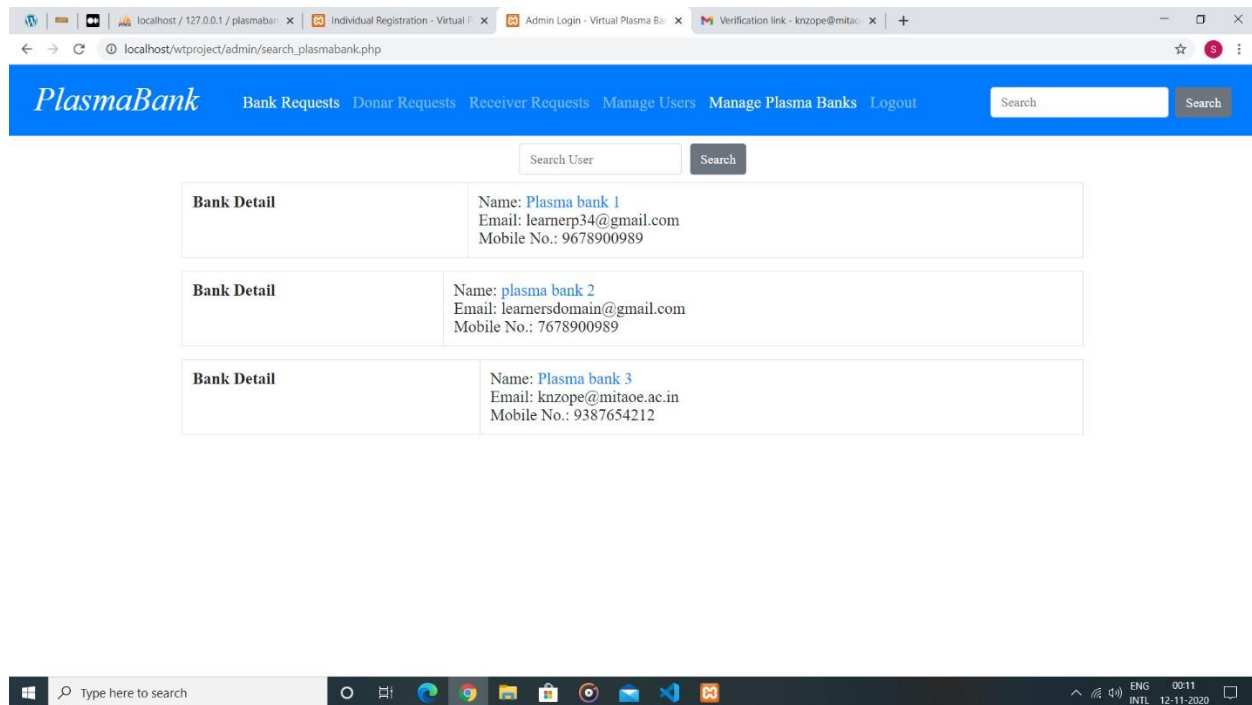 localhost / 127.0.0.1 / plasmaban
Individual Registration - Virtual P
Admin Login - Virtual Plasma Ba
Verification link - knzope@mitao
localhost/wtproject/admin/search_plasmabank.php
S
PlasmaBank
Bank Requests Donar Requests Receiver Requests Manage Users Manage Plasma Banks Logout
Search
Search
Search User
Search
Bank Detail
Name: Plasma bank 1
Email: learnerp34@gmail.com
Mobile No.: 9678900989
Bank Detail
Name: plasma bank 2
Email: learnersdomain@gmail.com
Mobile No.: 7678900989
Bank Detail
Name: Plasma bank 3
Email: knzope@mitaoe.ac.in
Mobile No.: 9387654212
Type here to search
ENG
INTL
00:11
12-11-2020